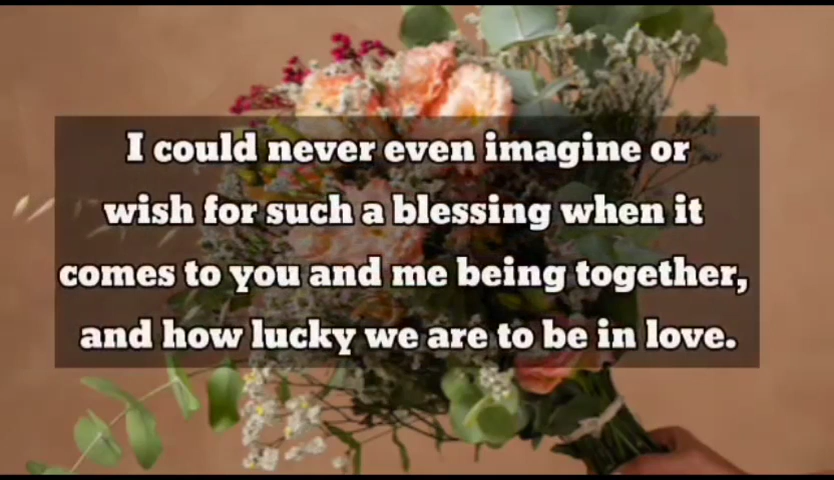 I could never even imagine or
wish for such a blessing when it
comes to you and me being together,
and how lucky we are to be in love.